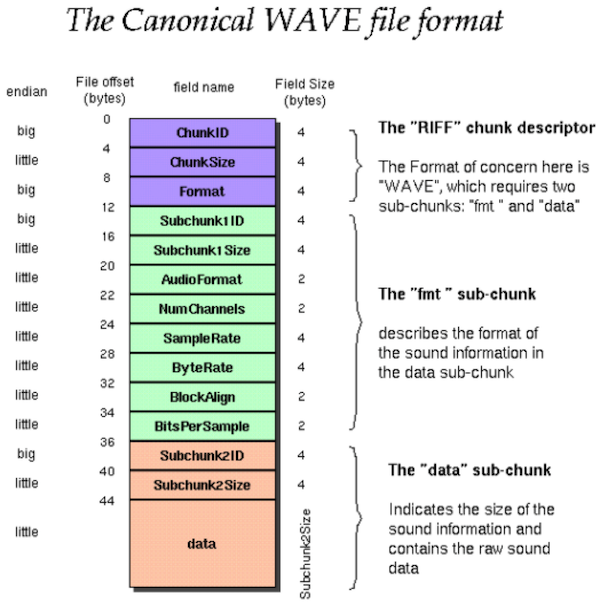 The Canonical WAVE file format
endian
File offset
(bytes)
field name
Field Size
(bytes)
0
big
ChunkID
4
4
little
ChunkSize
4
8
big
Format
4
12
big
Subchunk1ID
4
16
little
Subchunk1Size
4
20
little
AudioFormat
2
22
little
NumChannels
2
24
little
SampleRate
4
28
little
ByteRate
4
32
little
BlockAlign
2
34
little
BitsPerSample
2
36
big
Subchunk2ID
4
40
little
Subchunk2Size
4
44
little
data
Subchunk2Size
The "RIFF" chunk descriptor
The Format of concern here is
"WAVE", which requires two
sub-chunks: "fmt " and "data"
The "fmt " sub-chunk
describes the format of
the sound information in
the data sub-chunk
The "data" sub-chunk
Indicates the size of the
sound information and
contains the raw sound
data